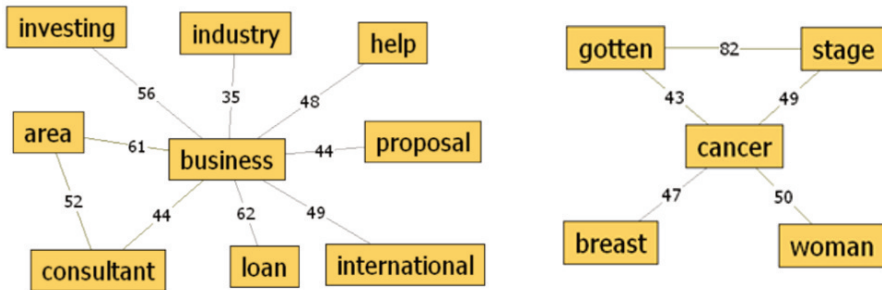 investing
industry
help
gotten
82
stage
56
35
48
43
49
area
61
business
44
proposal
cancer
52
44
62
49
47
50
consultant
loan
international
breast
woman